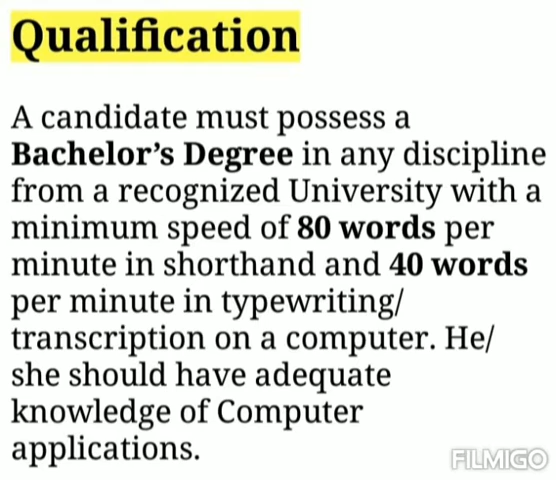 Qualification
A candidate must possess a
Bachelor's Degree in any discipline
from a recognized University with a
minimum speed of 80 words per
minute in shorthand and 40 words
per minute in typewriting/
transcription on a computer. He/
she should have adequate
knowledge of Computer
applications.
FILMIGO